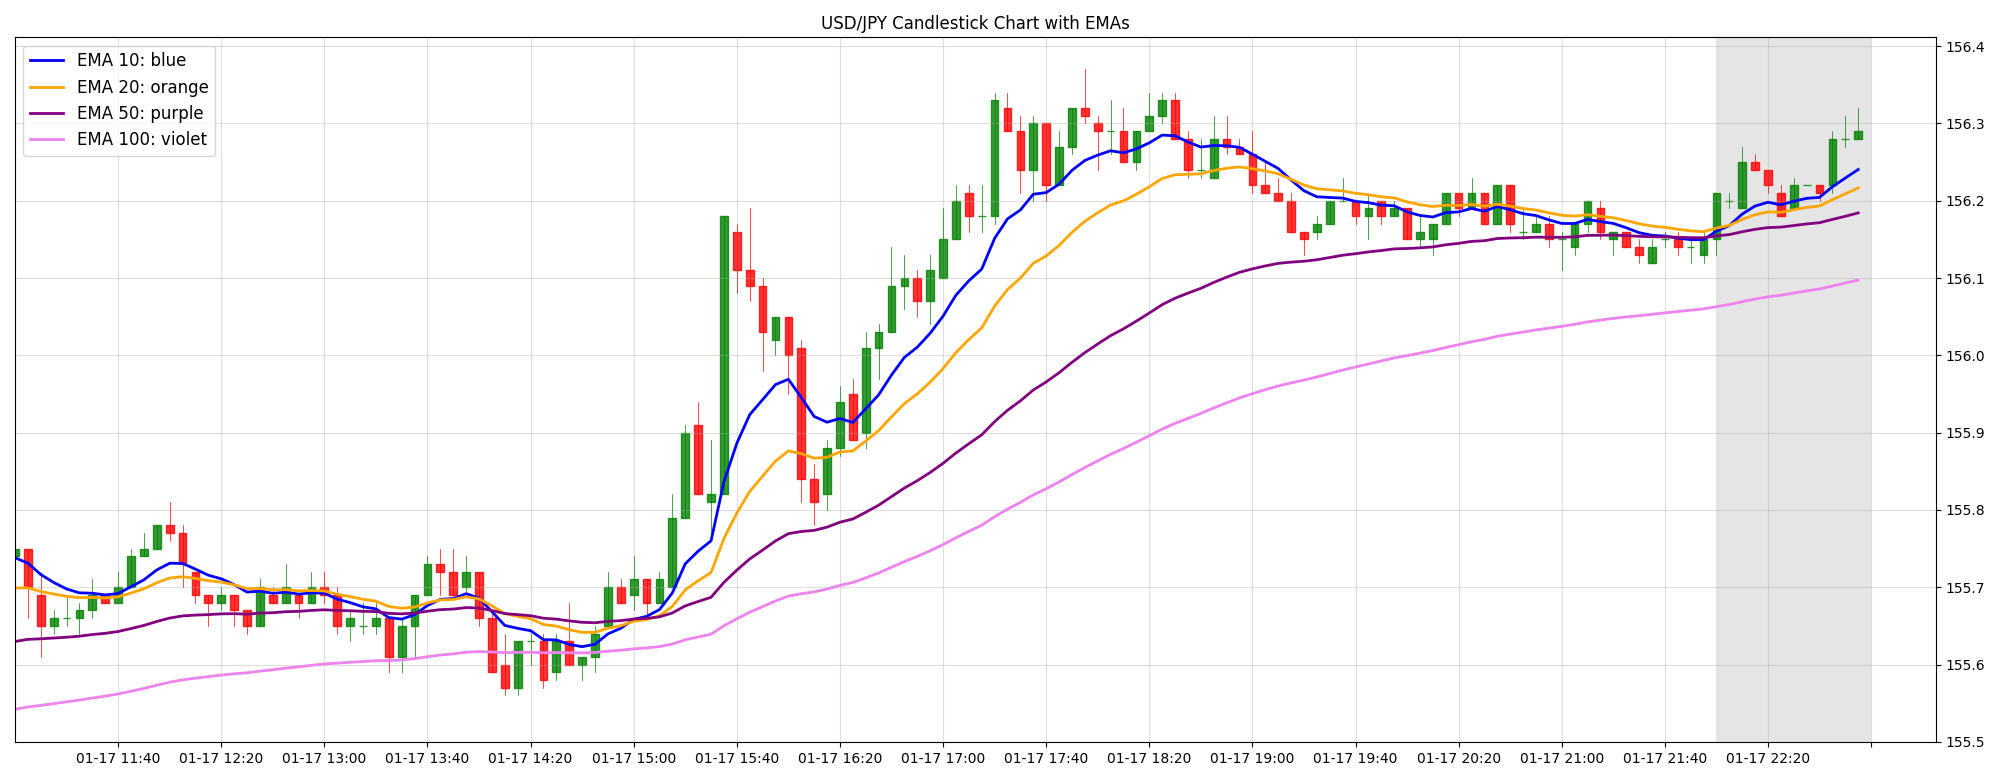 USD/JPY Candlestick Chart with EMAs
EMA 10: blue
EMA 20: orange
EMA 50: purple
EMA 100: violet
156.4
156.3
156.2
156.1
156.0
155.9
155.8
155.7
155.6
155.5
01-17 11:40 01-17 12:20 01-17 13:00 01-17 13:40 01-17 14:20 01-17 15:00 01-17 15:40 01-17 16:20 01-17 17:00 01-17 17:40 01-17 18:20 01-17 19:00 01-17 19:40 01-17 20:20 01-17 21:00 01-17 21:40 01-17 22:20